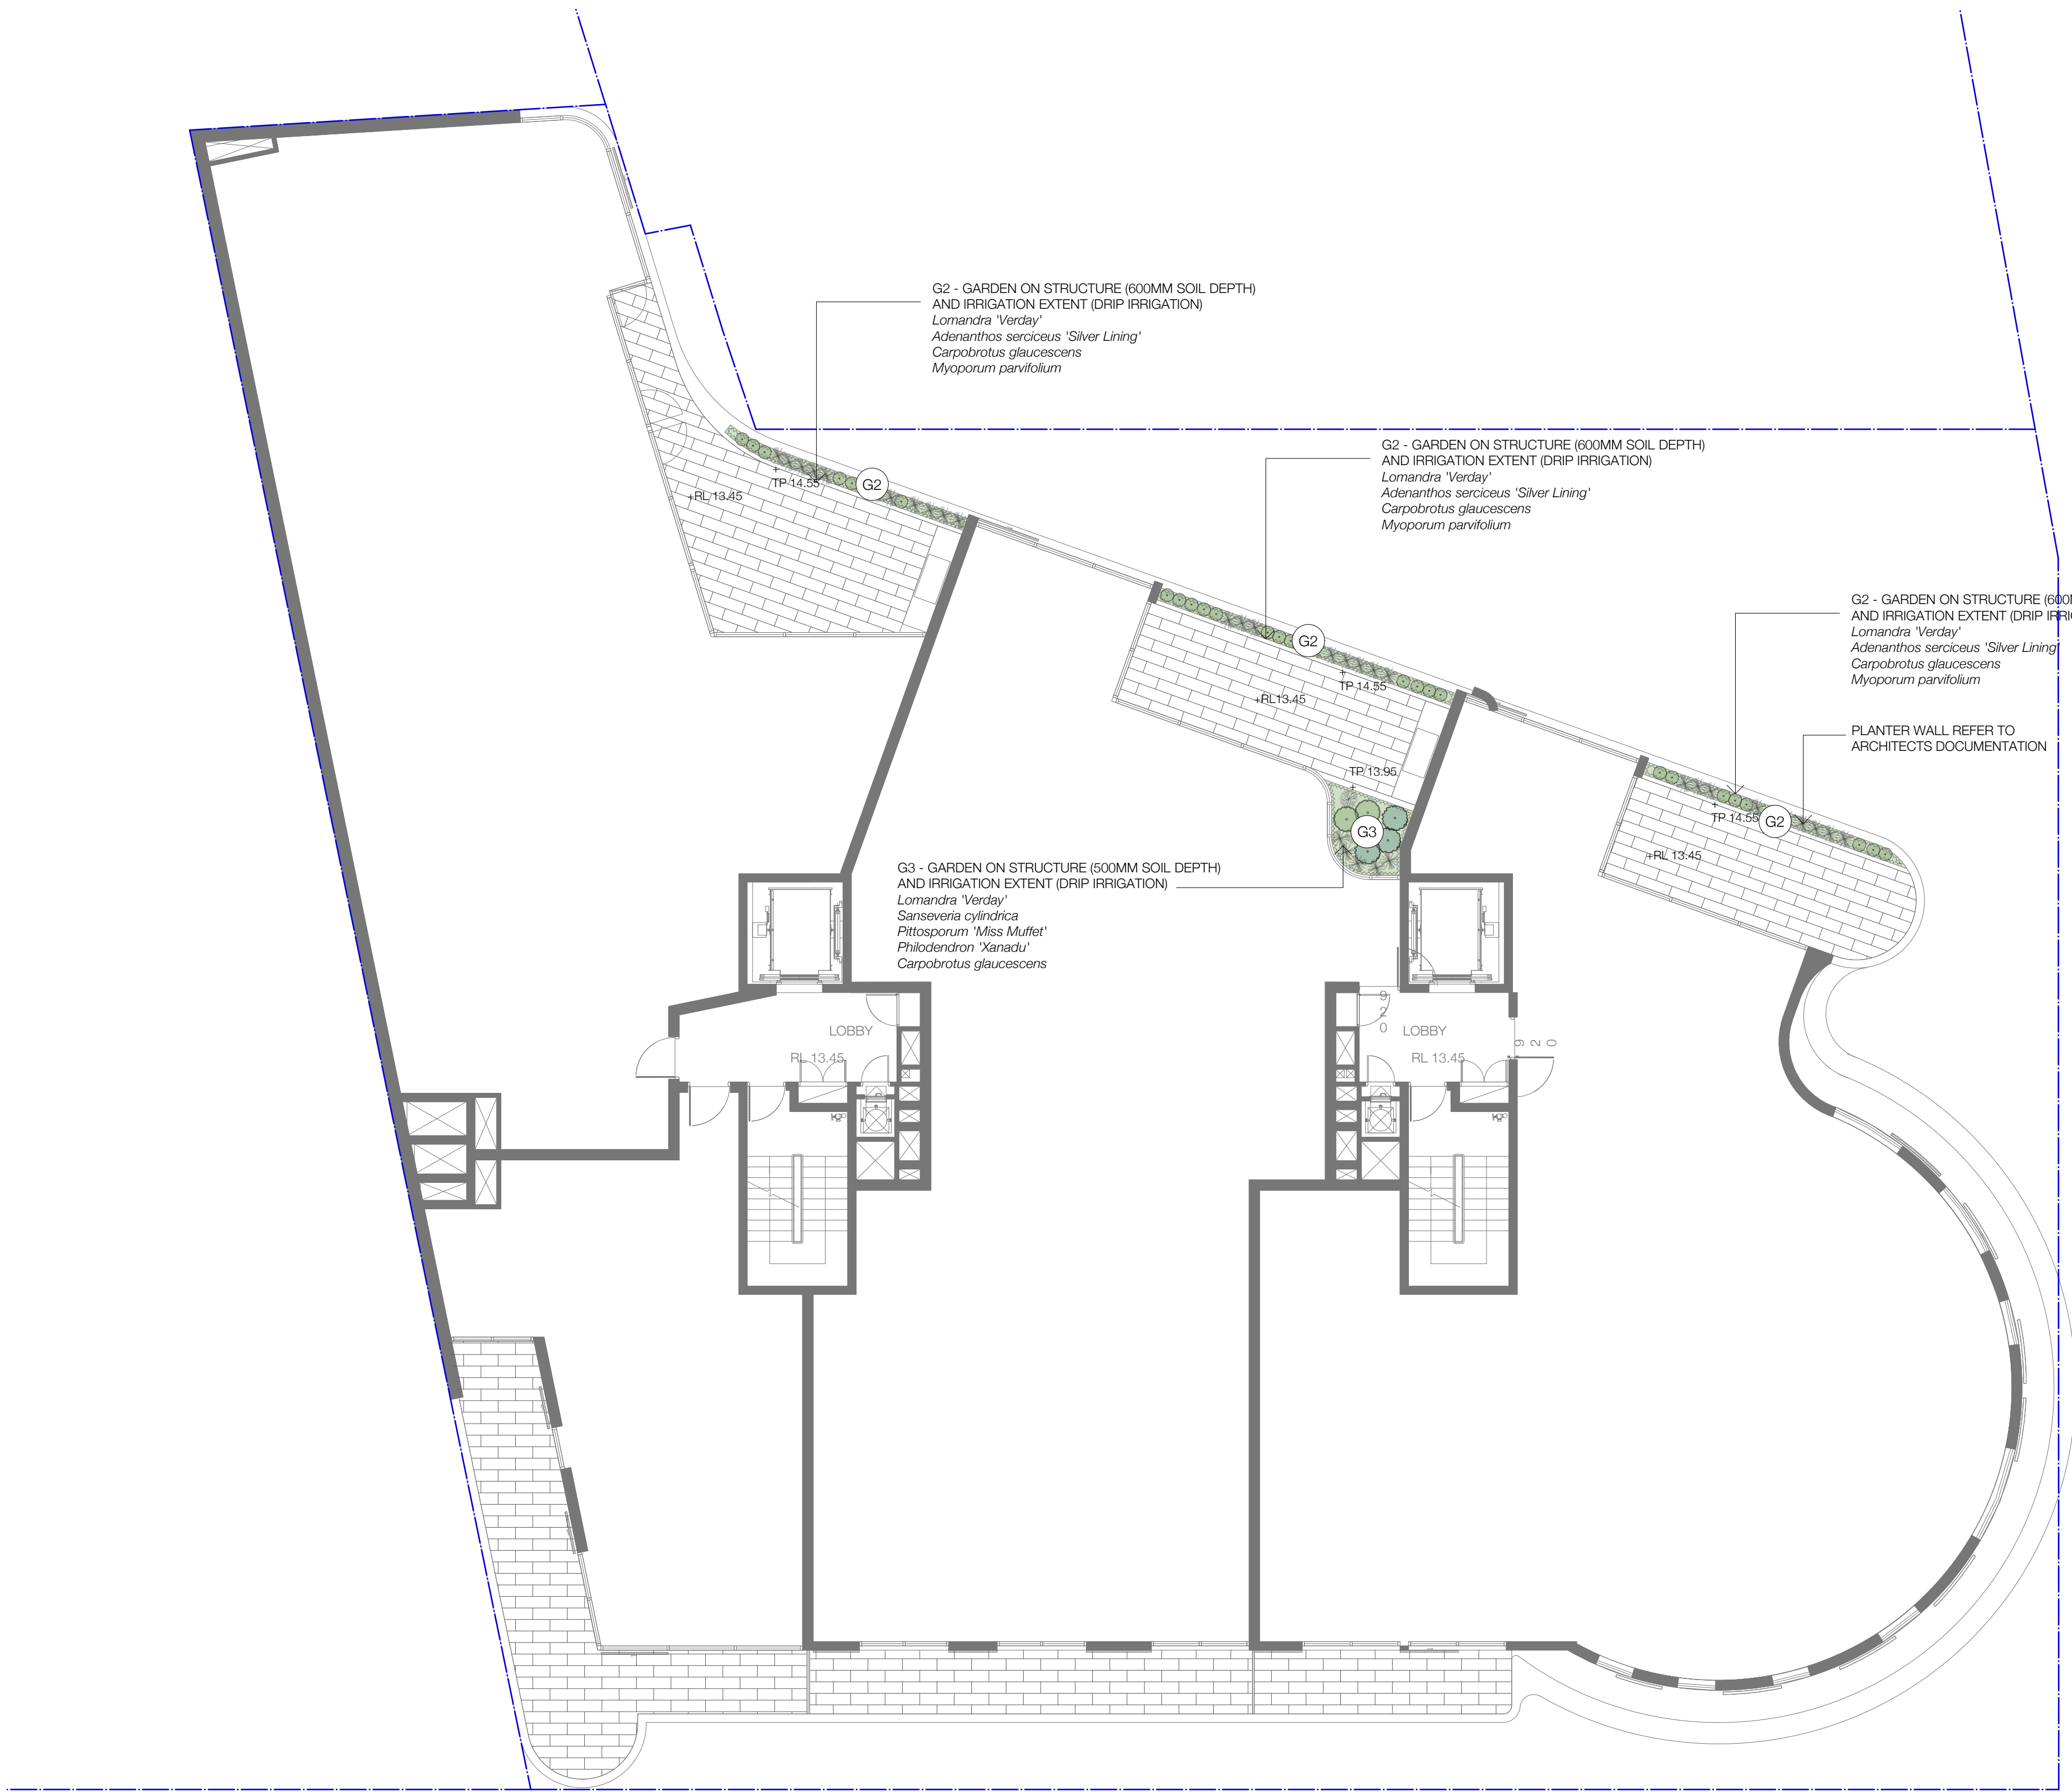 G2 - GARDEN ON STRUCTURE (600MM SOIL DEPTH)
AND IRRIGATION EXTENT (DRIP IRRIGATION)
Lomandra 'Verday'
Adenanthos serciceus 'Silver Lining'
Carpobrotus glaucescens
Myoporum parvifolium
G2 - GARDEN ON STRUCTURE (600MM SOIL DEPTH)
AND IRRIGATION EXTENT (DRIP IRRIGATION)
Lomandra 'Verday'
Adenanthos serciceus 'Silver Lining'
Carpobrotus glaucescens
Myoporum parvifolium
G2
TP 14.55
+RL 13.45
G2 - GARDEN ON STRUCTURE
AND IRRIGATION EXTENT (DRIP
Lomandra 'Verday'
Adenanthos serciceus 'Silver Lining'
Carpobrotus glaucescens
Myoporum parvifolium
G2
TP 14.55
+RL13.45
PLANTER WALL REFER TO
ARCHITECTS DOCUMENTATION
TP 13.95
G3
TP 14.55
G2
+RL 13.45
G3 - GARDEN ON STRUCTURE (500MM SOIL DEPTH)
AND IRRIGATION EXTENT (DRIP IRRIGATION)
Lomandra 'Verday'
Sanseveria cylindrica
Pittosporum 'Miss Muffet'
Philodendron 'Xanadu'
Carpobrotus glaucescens
LOBBY
RL 13.45
920
LOBBY
RL 13.45
920